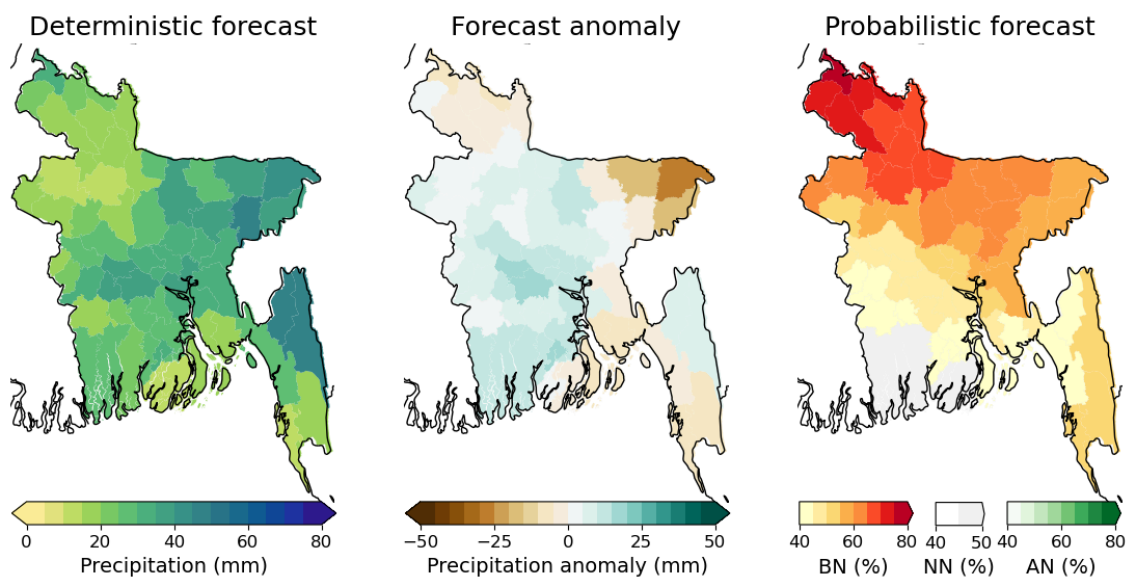 Deterministic forecast
Forecast anomaly
Probabilistic forecast
0 20 40 60 80
Precipitation (mm)
−50 −25 0 25 50
Precipitation anomaly (mm)
40 60 80
BN (%)
40 50
NN (%)
40 60 80
AN (%)